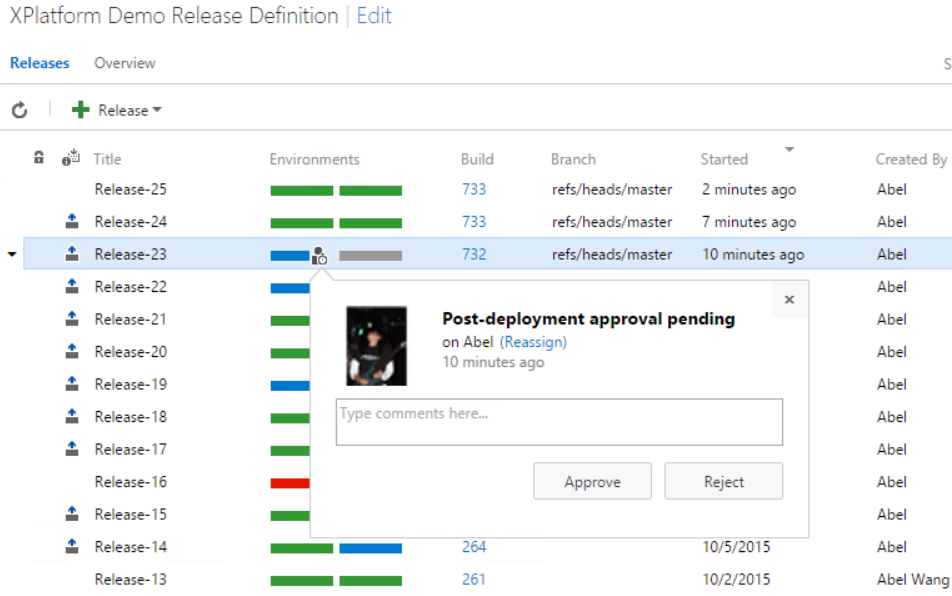 XPlatform Demo Release Definition | Edit
Releases Overview S
Release
Title Environments Build Branch Started Created By
Release-25 733 refs/heads/master 2 minutes ago Abel
Release-24 733 refs/heads/master 7 minutes ago Abel
Release-23 732 refs/heads/master 10 minutes ago Abel
Release-22 Abel
Post-deployment approval pending
Release-21 Abel
on Abel (Reassign)
Release-20 Abel
10 minutes ago
Release-19 Abel
Type comments here...
Release-18 Abel
Release-17 Abel
Release-16 Approve Reject Abel
Release-15 Abel
Release-14 264 10/5/2015 Abel
Release-13 261 10/2/2015 Abel Wang